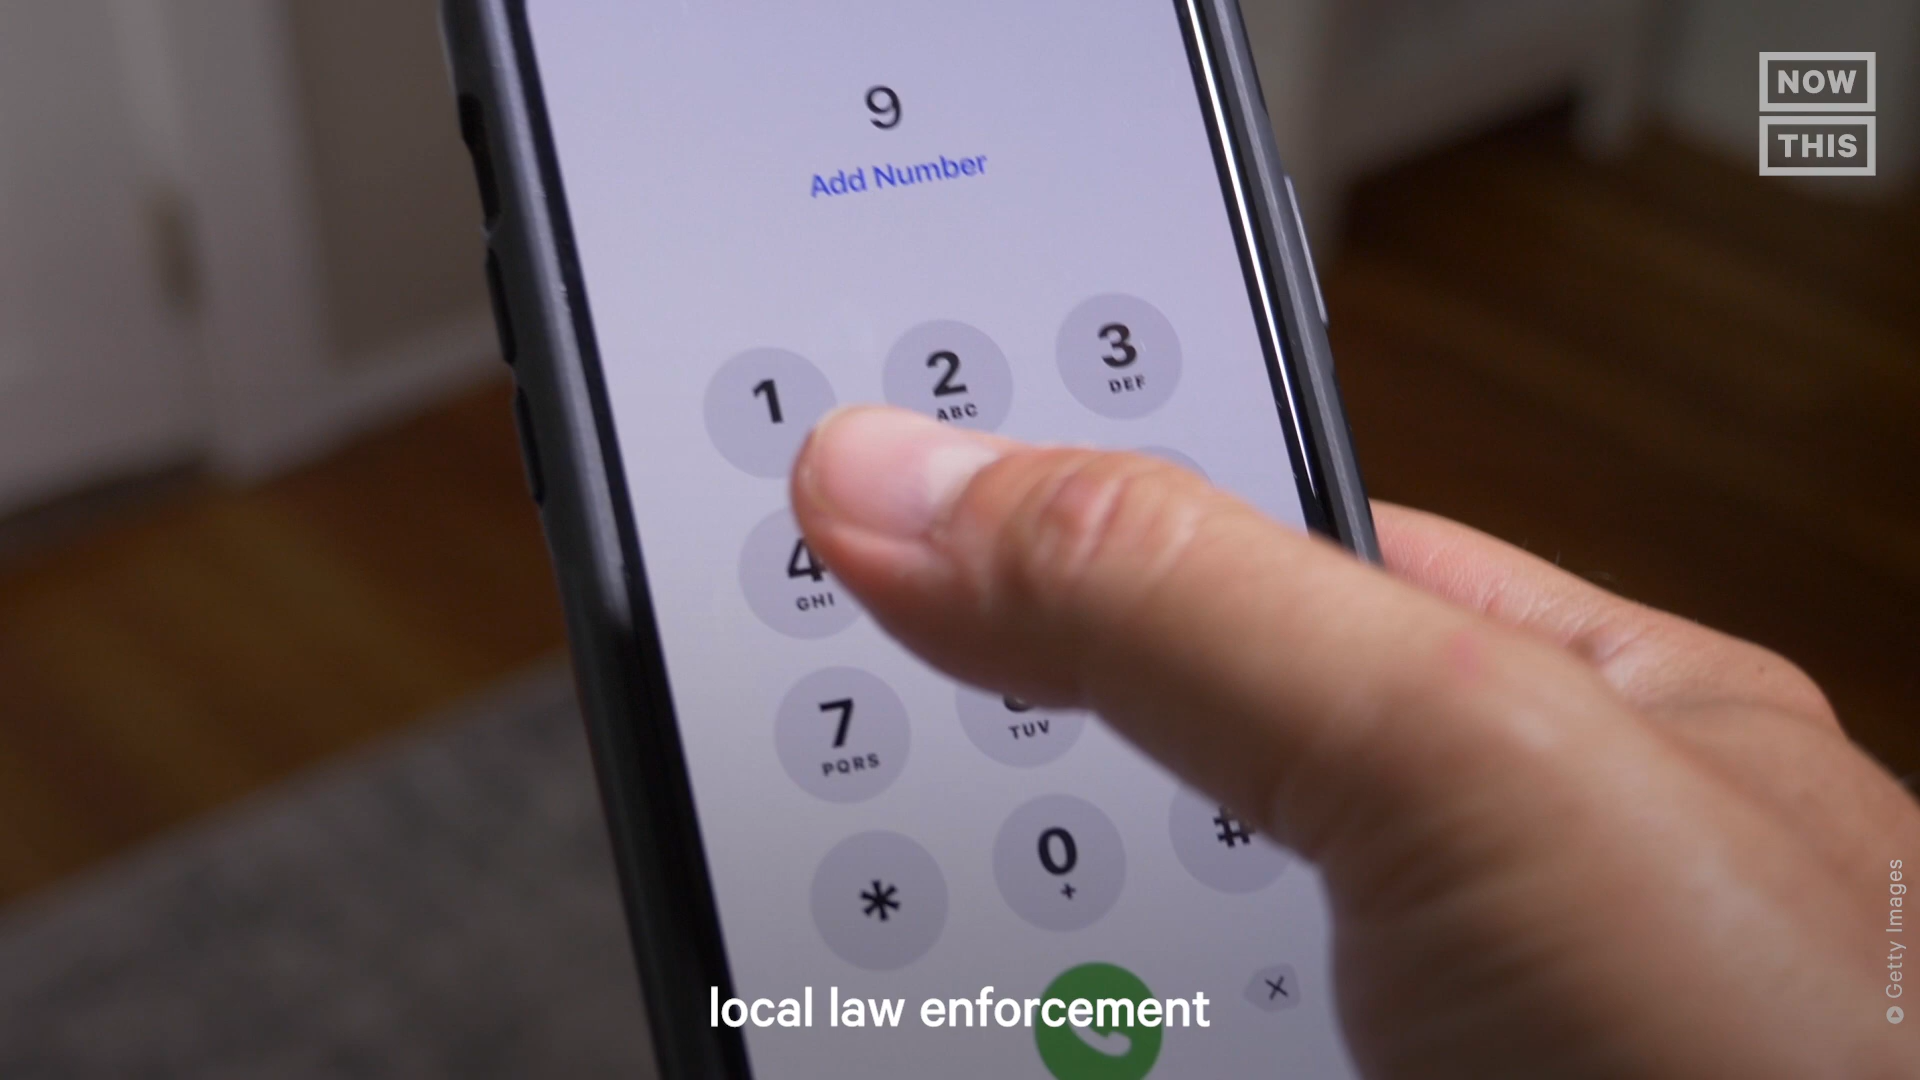 9
Add Number
1
2
ABC
3
DEF
4
GHI
7
PQRS
TUV
*
0
+
#
local law enforcement
NOW
THIS
Getty Images